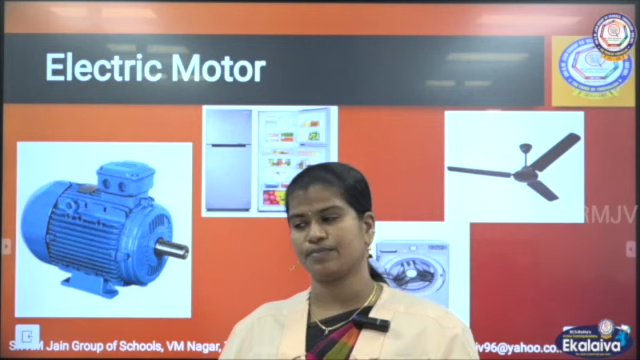 Electric Motor
RMJV
Jain Group of Schools, VM Nagar,
iv96@yahoo.co
Ekalaiva